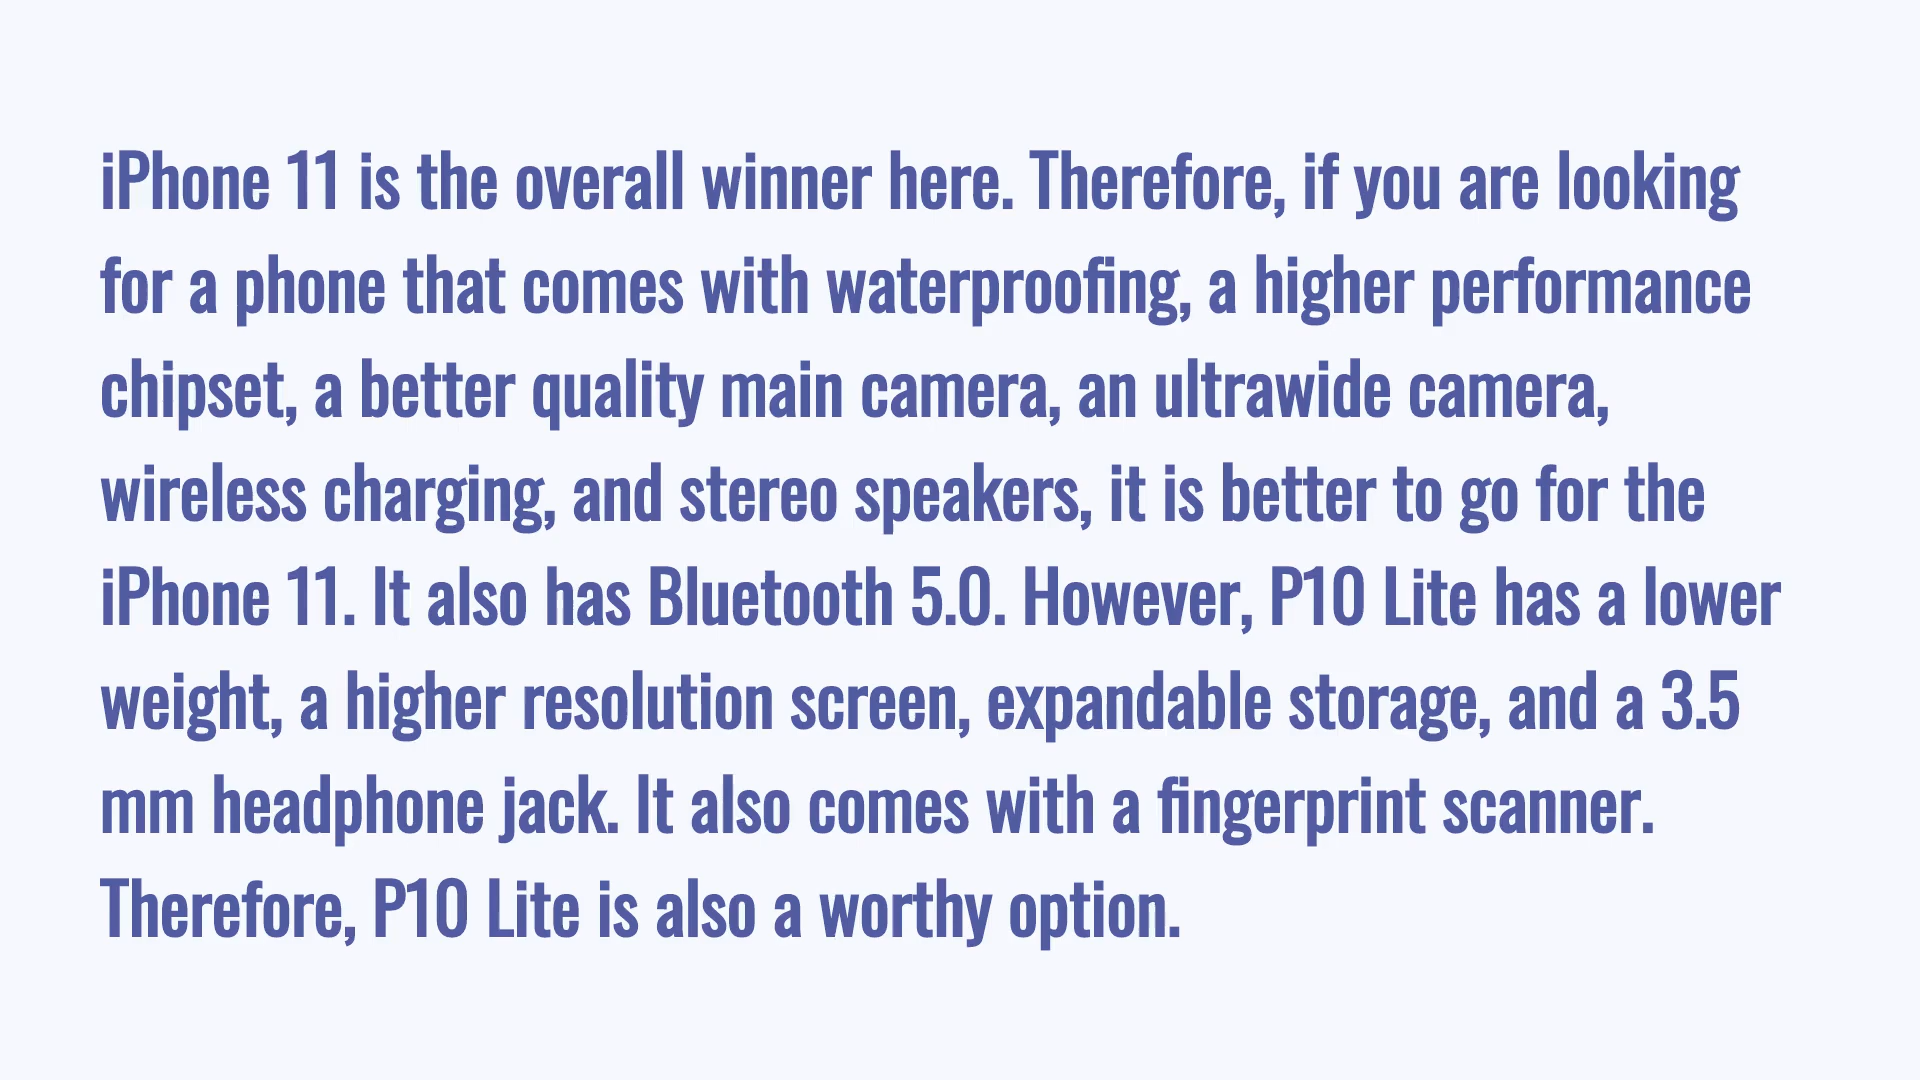 iPhone 11 is the overall winner here. Therefore, if you are looking
for a phone that comes with waterproofing, a higher performance
chipset, a better quality main camera, an ultrawide camera,
wireless charging, and stereo speakers, it is better to go for the
iPhone 11. It also has Bluetooth 5.0. However, P10 Lite has a lower
weight, a higher resolution screen, expandable storage, and a 3.5
mm headphone jack. It also comes with a fingerprint scanner.
Therefore, P10 Lite is also a worthy option.